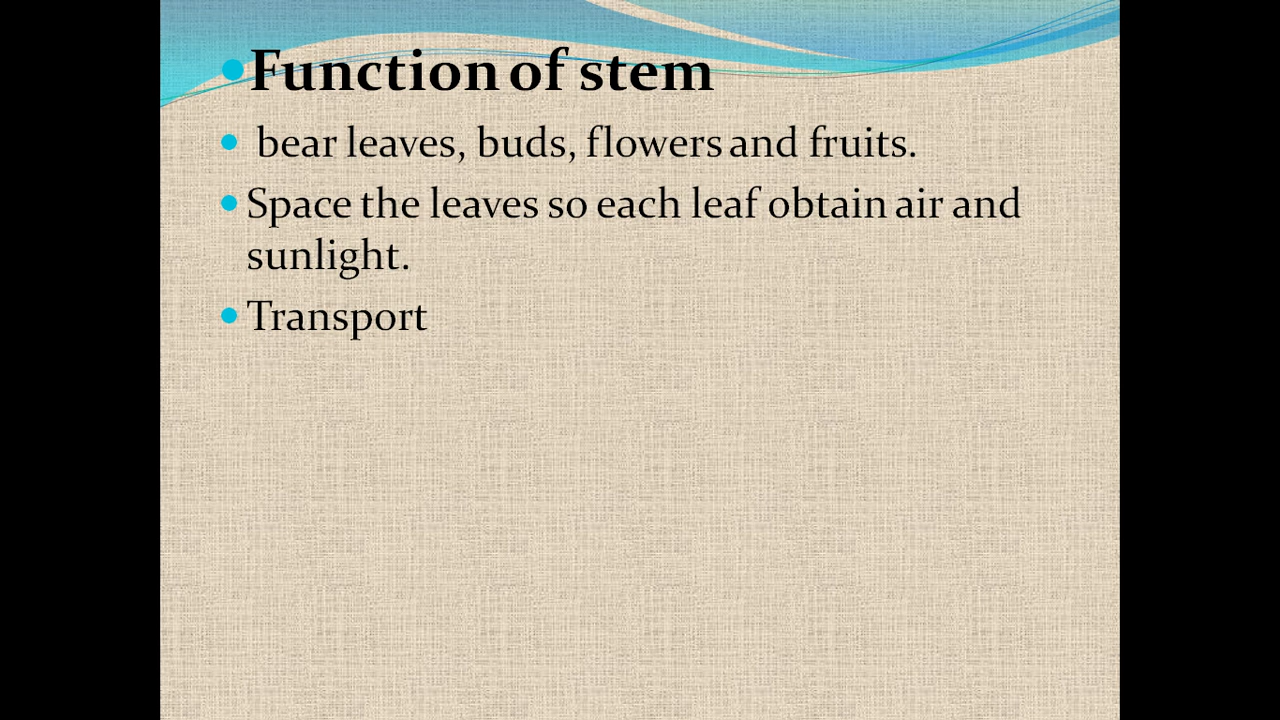 Function of stem
bear leaves, buds, flowers and fruits.
Space the leaves so each leaf obtain air and
sunlight.
Transport